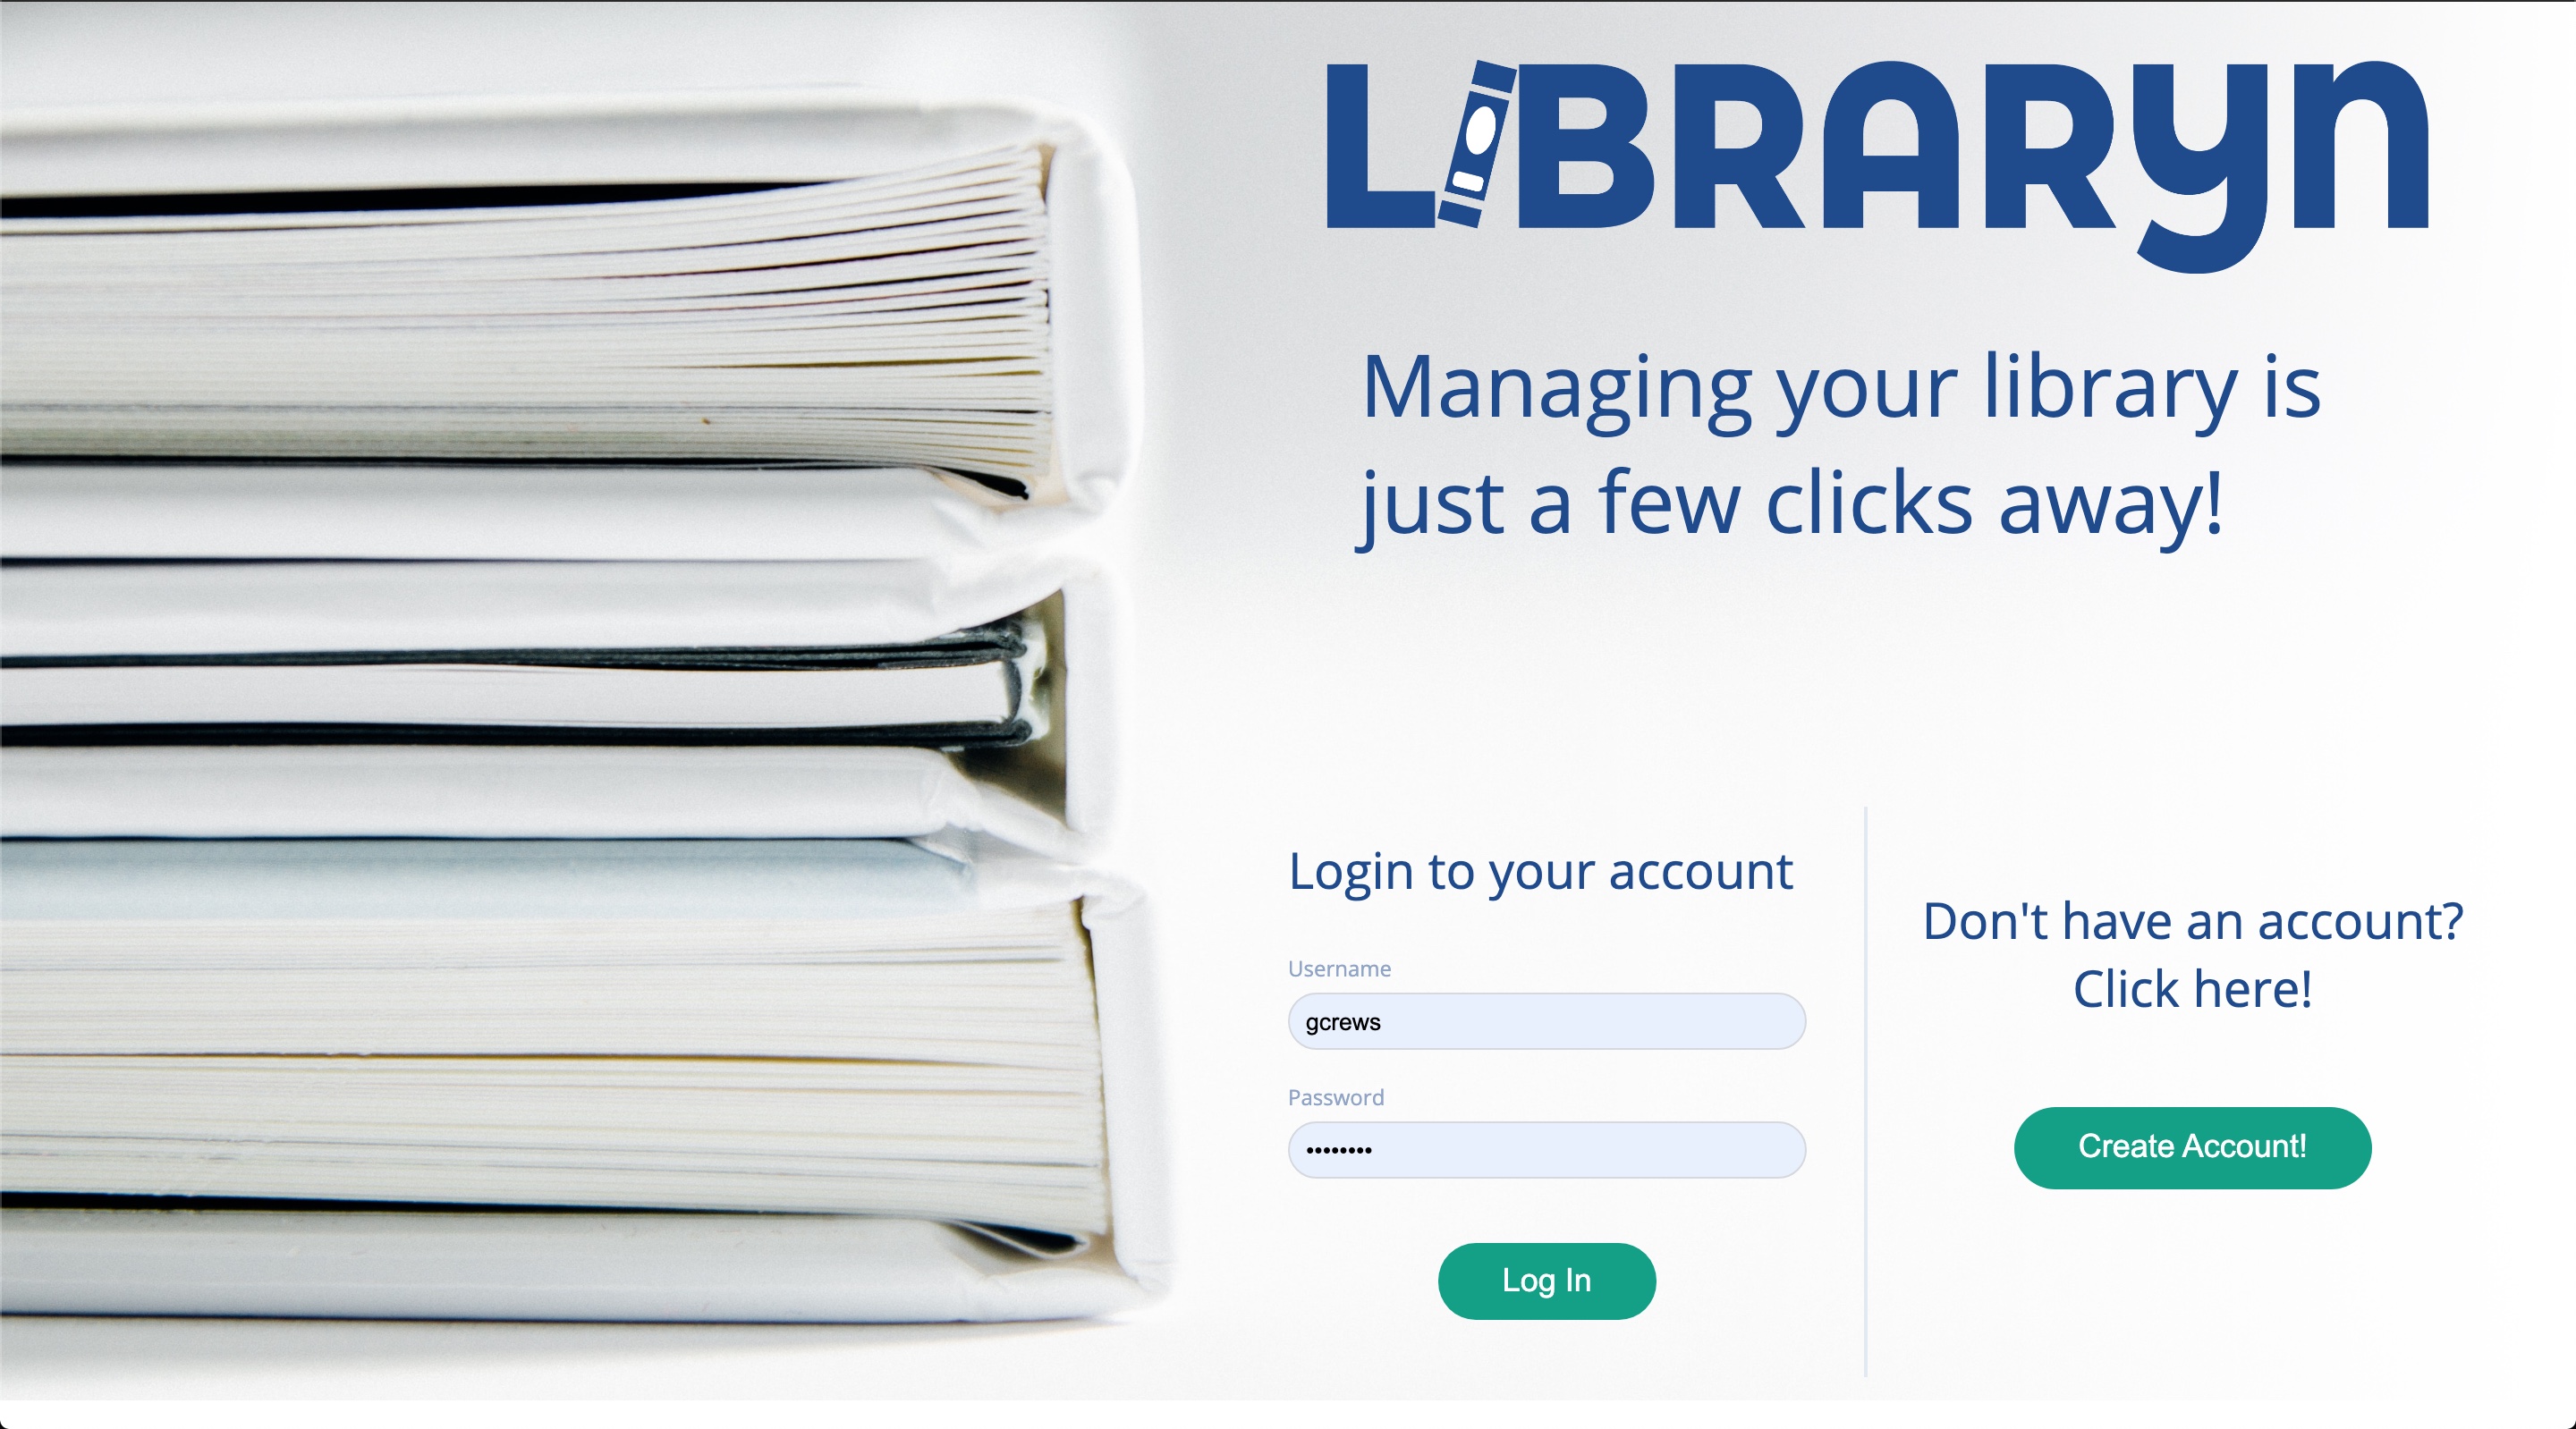 LiBRARyn
Managing your library is
just a few clicks away!
Login to your account
Username
gcrews
Password
••••••••
Log In
Don't have an account?
Click here!
Create Account!